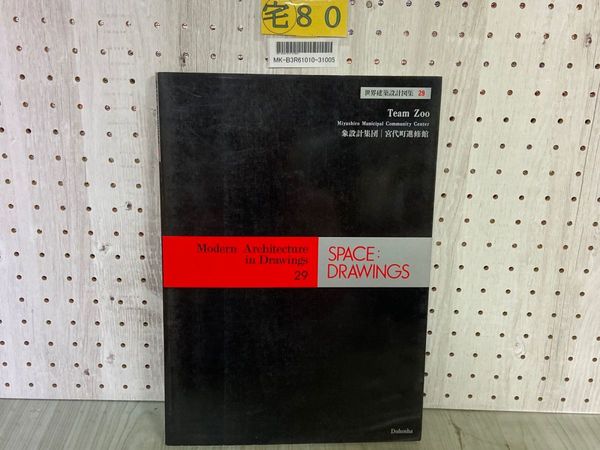 宅80
MK-B3R61010-31005
世界建築設計図集 29
Team Zoo
Miyashiro Municipal Community Center
象設計集団｜宮代町進修館
Modern Architecture
in Drawings
29
SPACE:
DRAWINGS
Dohosha